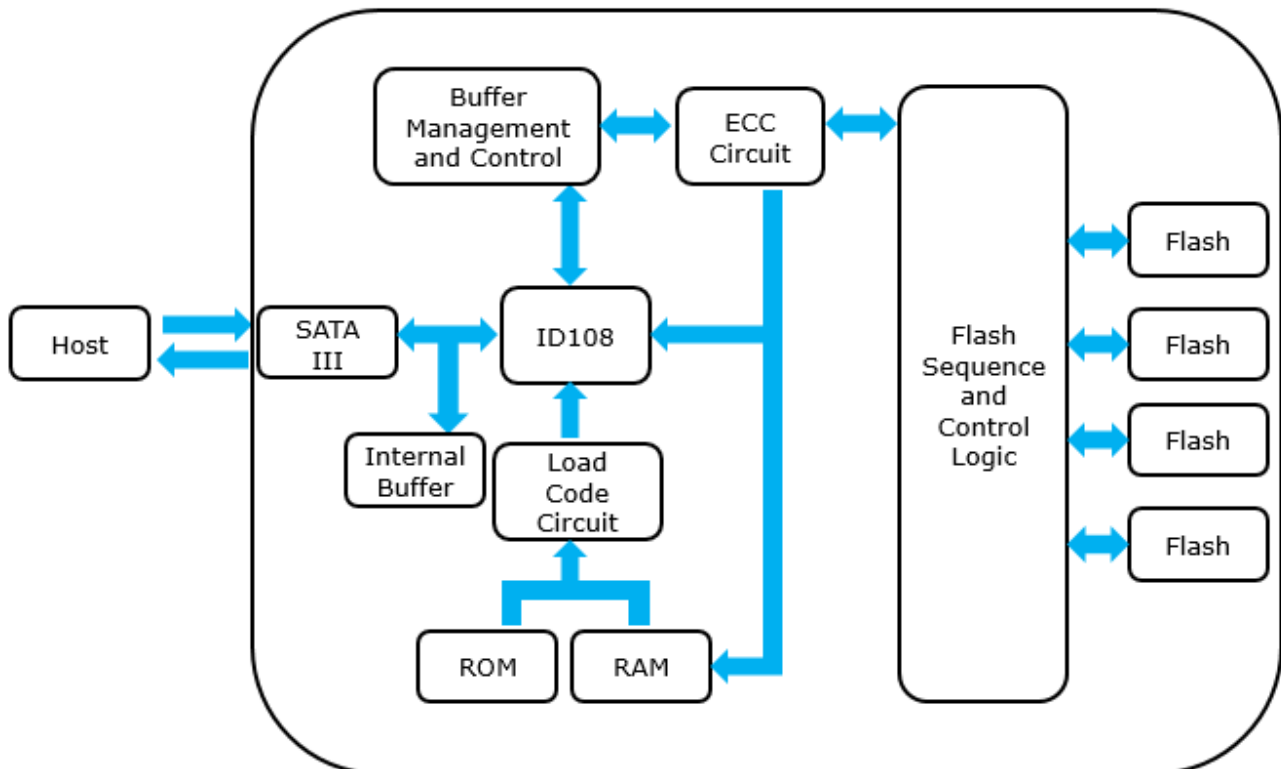 Buffer
Management
and Control
ECC
Circuit
Flash
Host
SATA
III
ID108
Flash
Sequence
and
Control
Logic
Flash
Internal
Buffer
Load
Code
Circuit
Flash
ROM
RAM
Flash